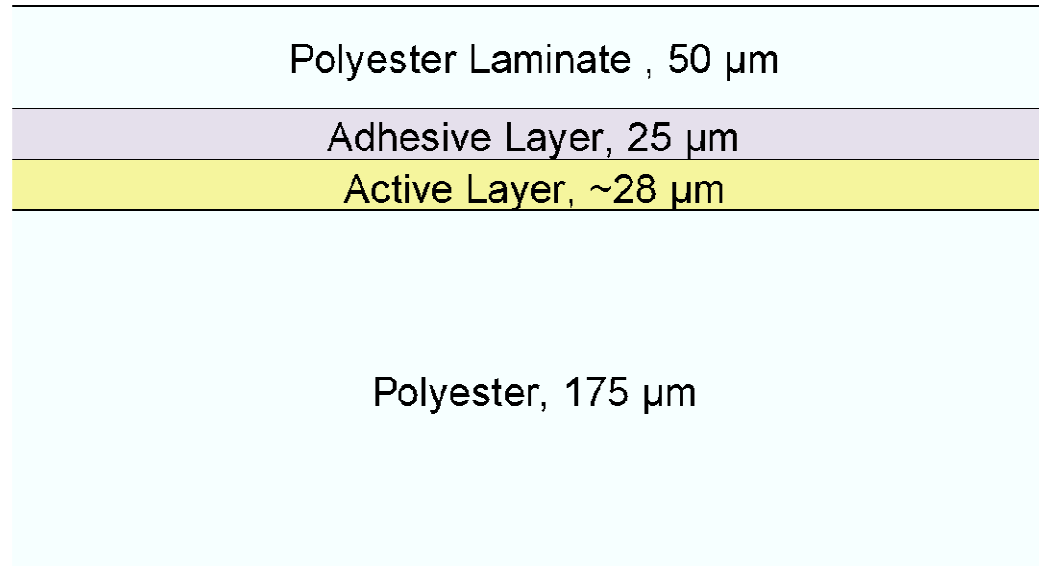 Polyester Laminate , 50 µm
Adhesive Layer, 25 µm
Active Layer, ~28 µm
Polyester, 175 µm